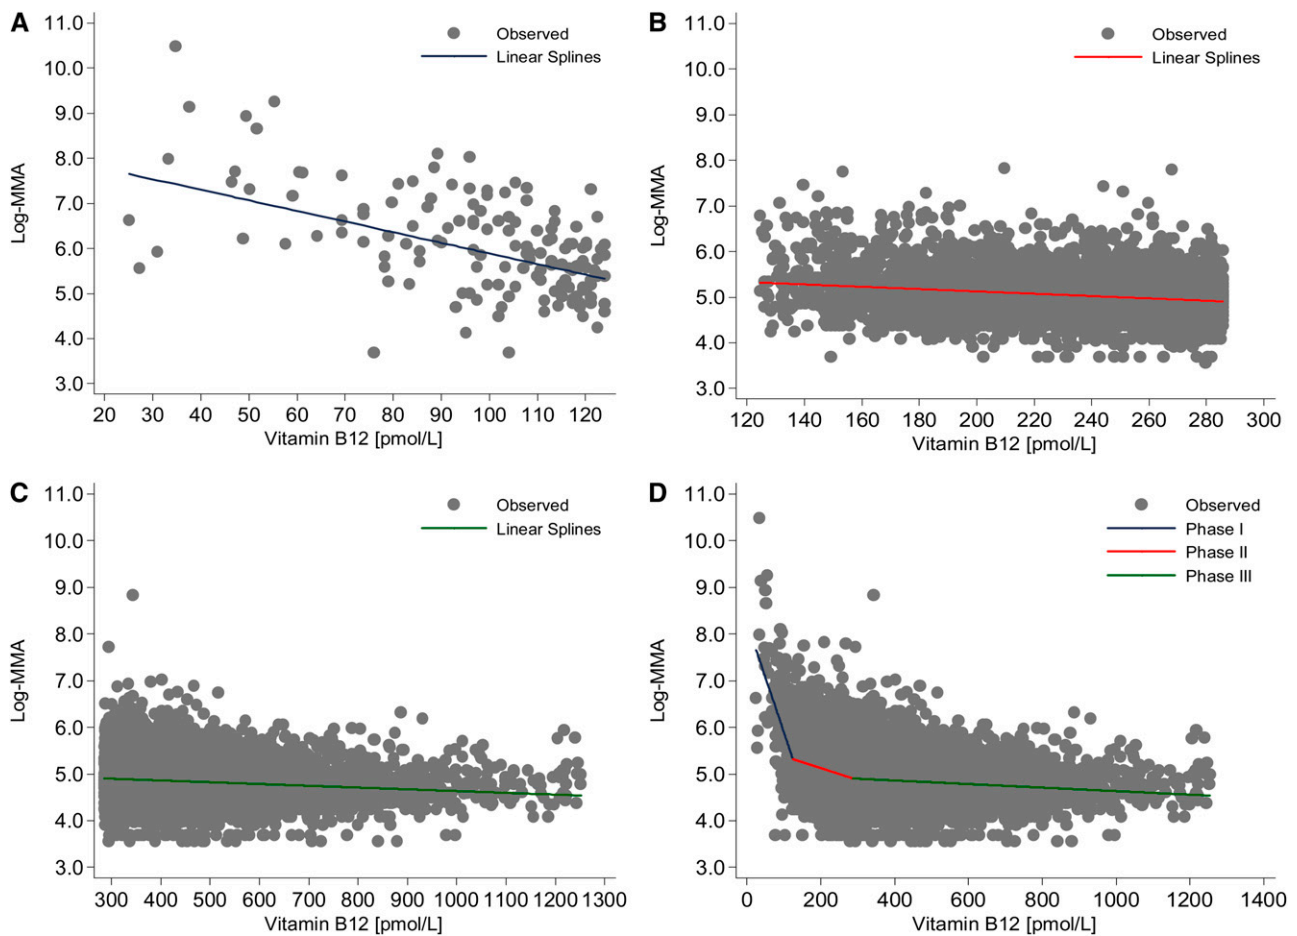 A
11.0
10.0
9.0
8.0
7.0
6.0
5.0
4.0
3.0
Log-MMA
Observed
Linear Splines
20 30 40 50 60 70 80 90 100 110 120
Vitamin B12 [pmol/L]
B
11.0
10.0
9.0
8.0
7.0
6.0
5.0
4.0
3.0
Log-MMA
Observed
Linear Splines
120 140 160 180 200 220 240 260 280 300
Vitamin B12 [pmol/L]
C
11.0
10.0
9.0
8.0
7.0
6.0
5.0
4.0
3.0
Log-MMA
Observed
Linear Splines
300 400 500 600 700 800 900 1000 1100 1200 1300
Vitamin B12 [pmol/L]
D
11.0
10.0
9.0
8.0
7.0
6.0
5.0
4.0
3.0
Log-MMA
Observed
Phase I
Phase II
Phase III
0 200 400 600 800 1000 1200 1400
Vitamin B12 [pmol/L]